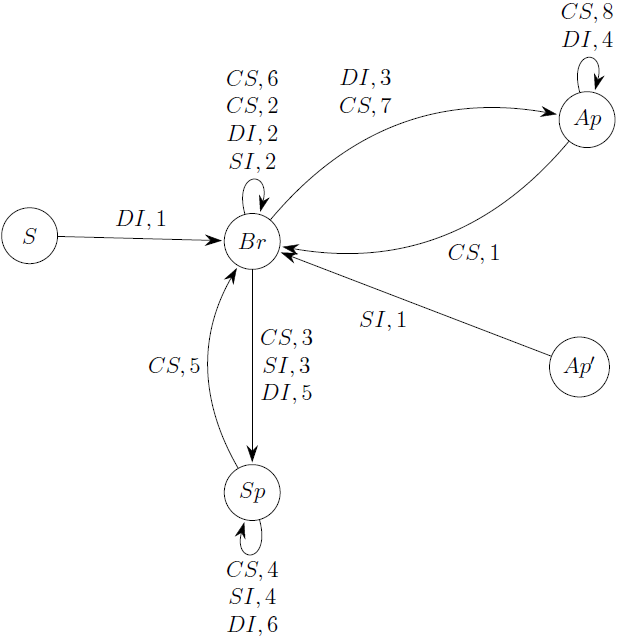 CS, 8
DI, 4
Ap
CS, 6
CS, 2
DI, 2
SI, 2
DI, 3
CS, 7
S
DI, 1
Br
CS, 1
SI, 1
Ap′
CS, 5
CS, 3
SI, 3
DI, 5
Sp
CS, 4
SI, 4
DI, 6